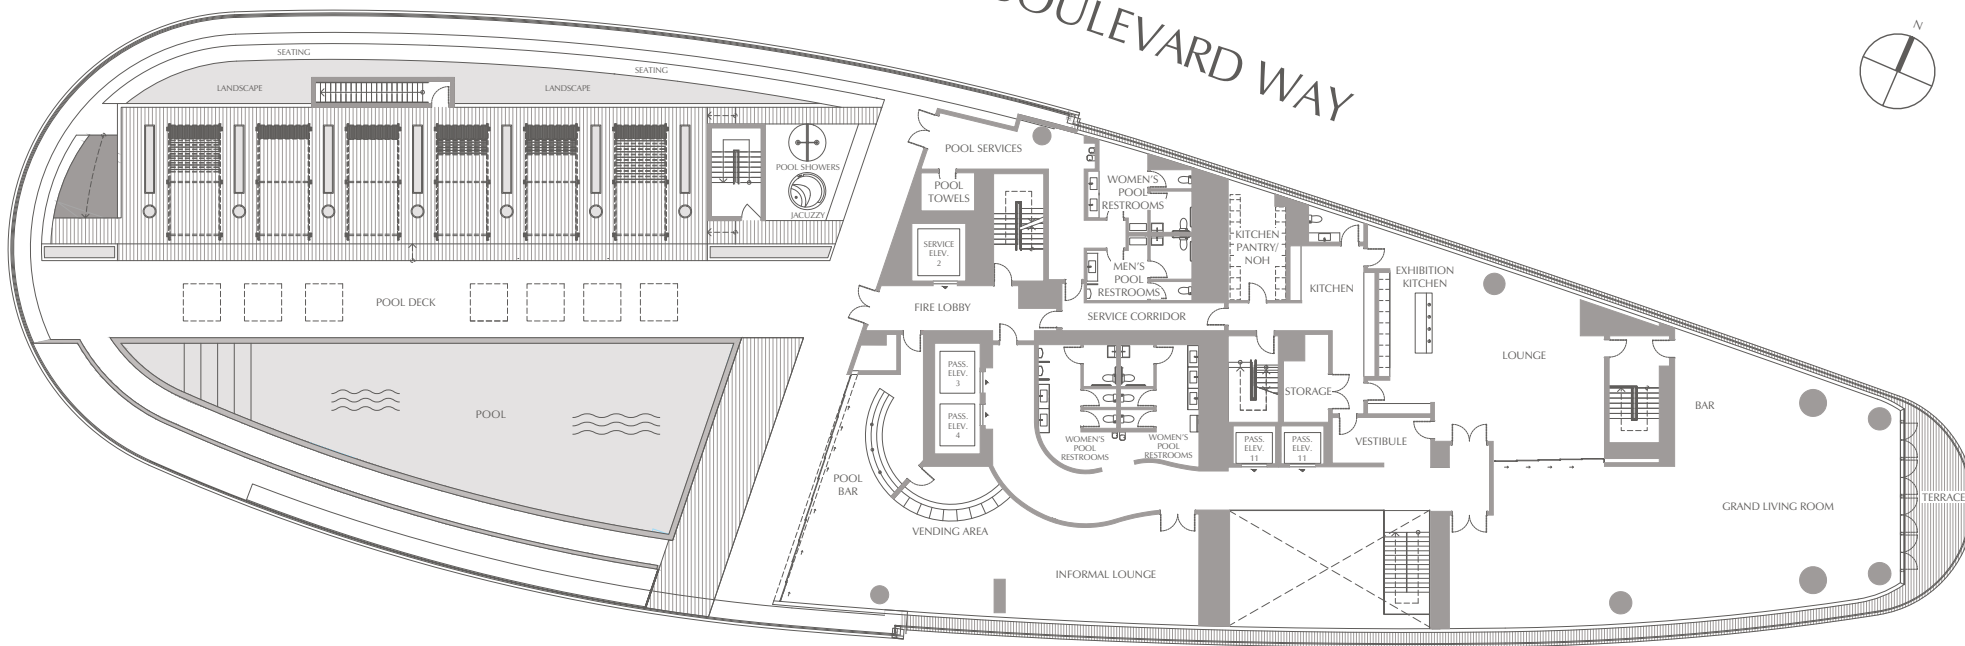 BOULEVARD WAY
N
SEATING
SEATING
LANDSCAPE
LANDSCAPE
POOL SHOWERS
JACUZZY
POOL DECK
POOL
POOL SERVICES
POOL
TOWELS
SERVICE
ELEV.
2
WOMEN'S
POOL
RESTROOMS
MEN'S
POOL
RESTROOMS
KITCHEN
PANTRY/
NOH
KITCHEN
EXHIBITION
KITCHEN
FIRE LOBBY
SERVICE CORRIDOR
LOUNGE
PASS.
ELEV.
3
PASS.
ELEV.
4
STORAGE
BAR
WOMEN'S
POOL
RESTROOMS
WOMEN'S
POOL
RESTROOMS
PASS.
ELEV.
11
PASS.
ELEV.
11
VESTIBULE
POOL
BAR
VENDING AREA
INFORMAL LOUNGE
GRAND LIVING ROOM
TERRACE